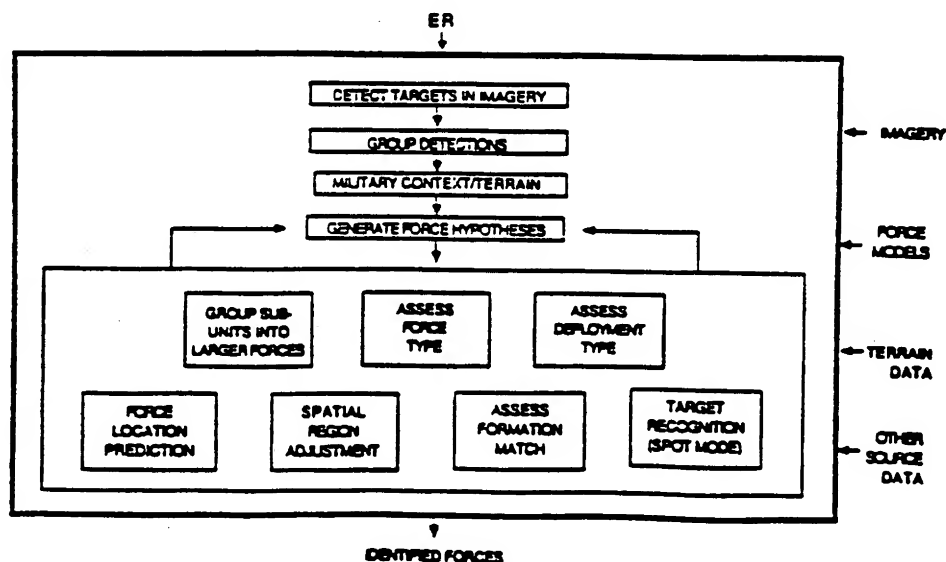 ER
DETECT TARGETS IN IMAGERY
GROUP DETECTIONS
MILITARY CONTEXT/TERRAIN
GENERATE FORCE HYPOTHESES
GROUP SUB-
UNITS INTO
LARGER FORCES
ASSESS
FORCE
TYPE
ASSESS
DEPLOYMENT
TYPE
FORCE
LOCATION
PREDICTION
SPATIAL
REGION
ADJUSTMENT
ASSESS
FORMATION
MATCH
TARGET
RECOGNITION
(SPOT MODE)
IMAGERY
FORCE
MODELS
TERRAIN
DATA
OTHER
SOURCE
DATA
IDENTIFIED FORCES